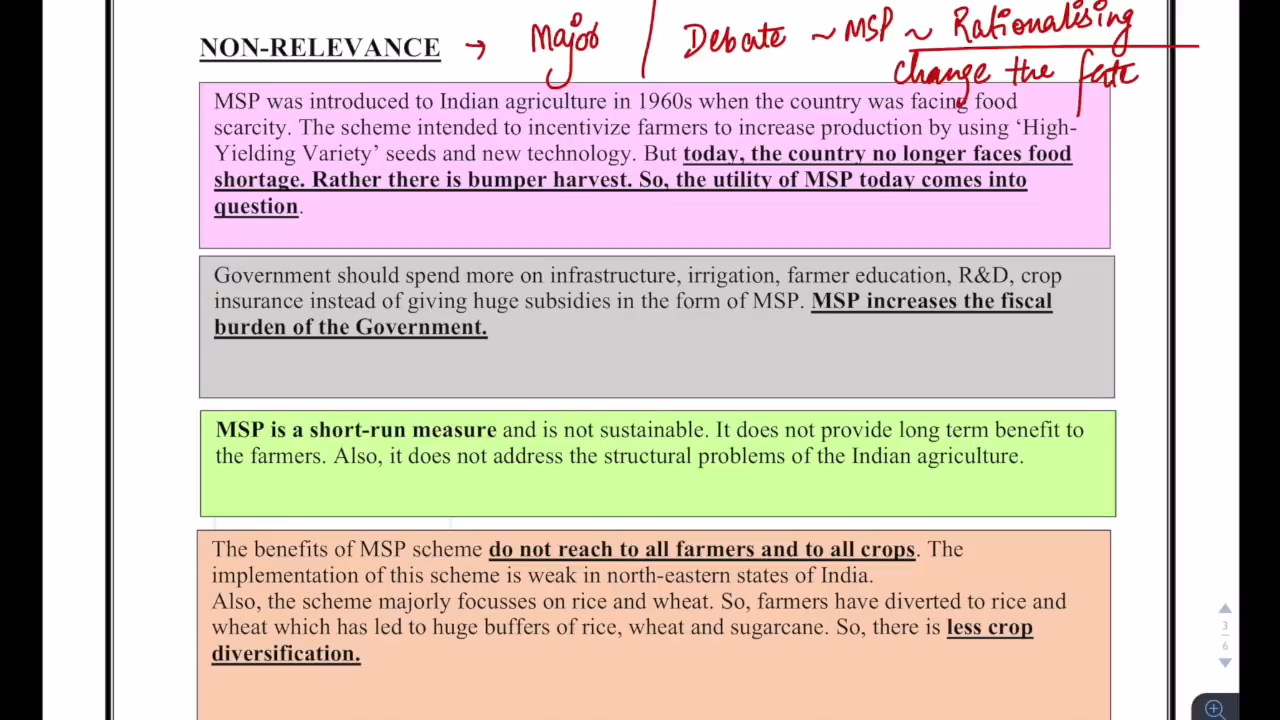 NON-RELEVANCE → Major / Debate ~ MSP ~ Rationalising
change the fate
MSP was introduced to Indian agriculture in 1960s when the country was facing food
scarcity. The scheme intended to incentivize farmers to increase production by using ‘High-
Yielding Variety’ seeds and new technology. But today, the country no longer faces food
shortage. Rather there is bumper harvest. So, the utility of MSP today comes into
question.
Government should spend more on infrastructure, irrigation, farmer education, R&D, crop
insurance instead of giving huge subsidies in the form of MSP. MSP increases the fiscal
burden of the Government.
MSP is a short-run measure and is not sustainable. It does not provide long term benefit to
the farmers. Also, it does not address the structural problems of the Indian agriculture.
The benefits of MSP scheme do not reach to all farmers and to all crops. The
implementation of this scheme is weak in north-eastern states of India.
Also, the scheme majorly focusses on rice and wheat. So, farmers have diverted to rice and
wheat which has led to huge buffers of rice, wheat and sugarcane. So, there is less crop
diversification.
3
6